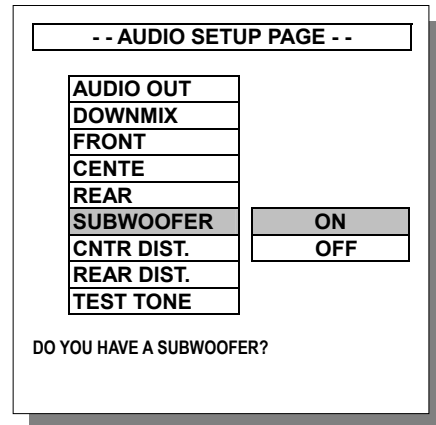 - - AUDIO SETUP PAGE - -
AUDIO OUT
DOWNMIX
FRONT
CENTE
REAR
SUBWOOFER ON
CNTR DIST. OFF
REAR DIST.
TEST TONE
DO YOU HAVE A SUBWOOFER?